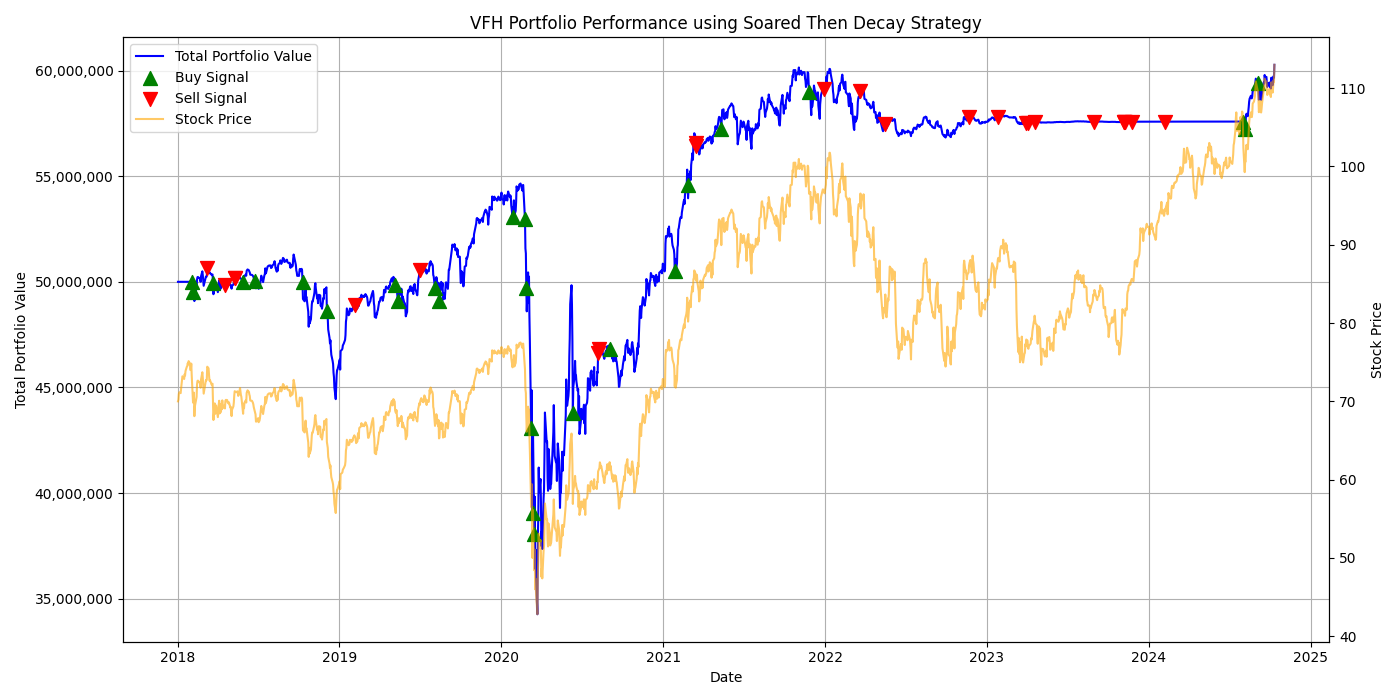 VFH Portfolio Performance using Soared Then Decay Strategy
Total Portfolio Value
Buy Signal
Sell Signal
Stock Price
60,000,000
55,000,000
50,000,000
45,000,000
40,000,000
35,000,000
Total Portfolio Value
110
100
90
80
70
60
50
40
Stock Price
2018
2019
2020
2021
2022
2023
2024
2025
Date